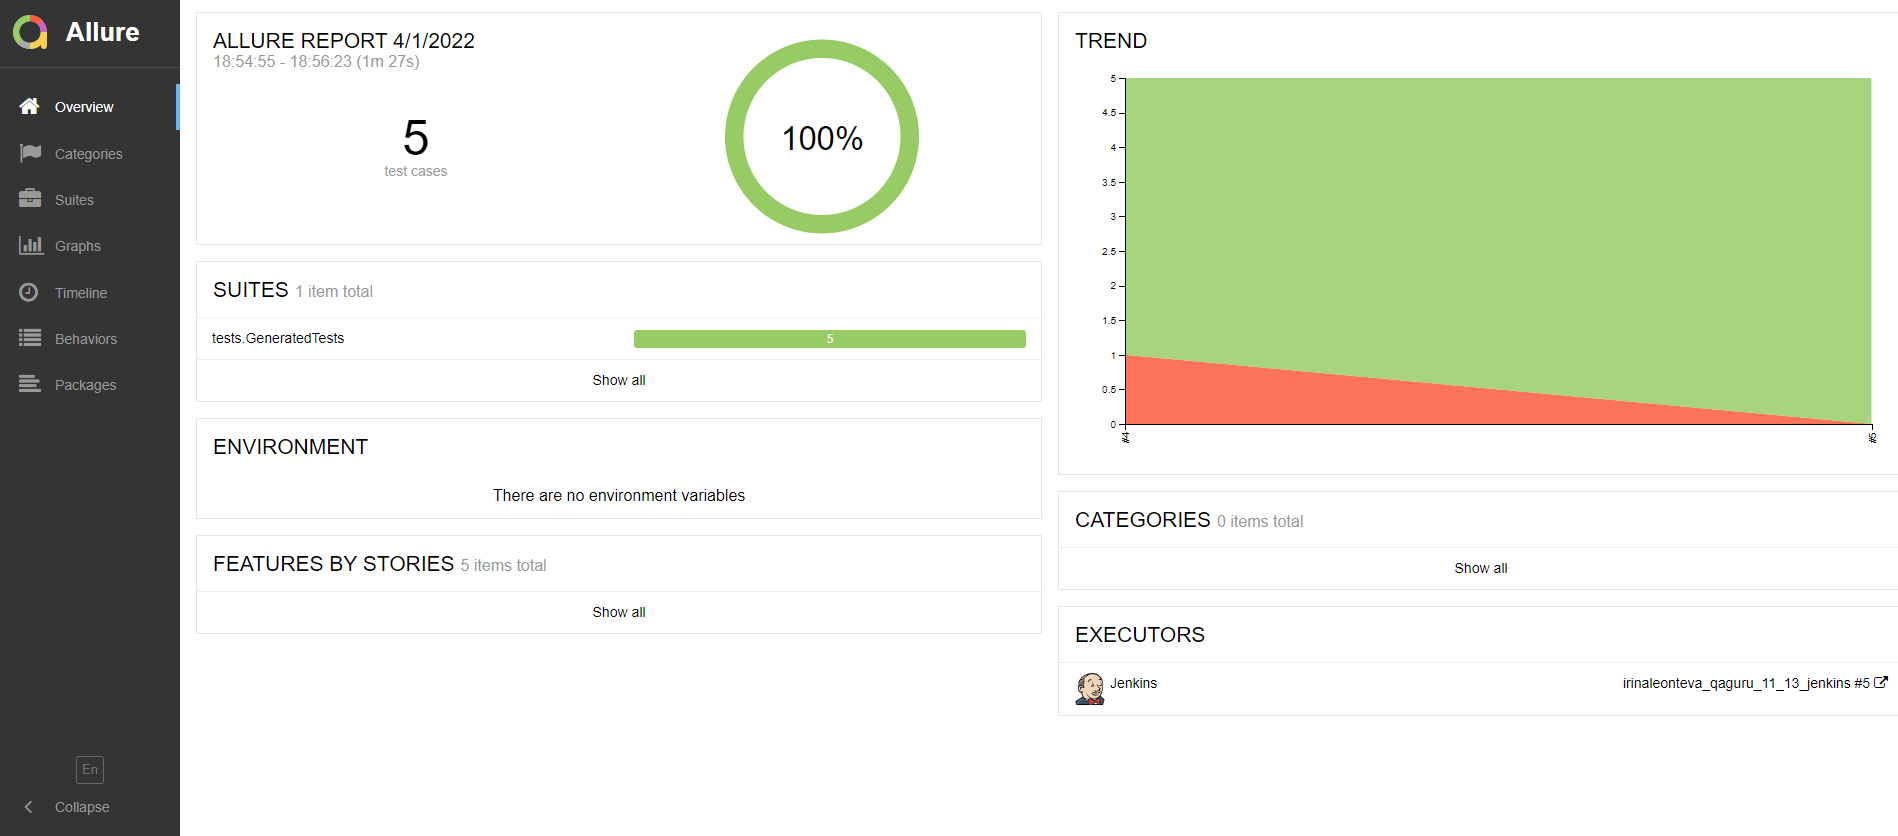 Allure
Overview
Categories
Suites
Graphs
Timeline
Behaviors
Packages
En
Collapse
ALLURE REPORT 4/1/2022
18:54:55 - 18:56:23 (1m 27s)
5
test cases
100%
SUITES 1 item total
tests.GeneratedTests 5
Show all
ENVIRONMENT
There are no environment variables
FEATURES BY STORIES 5 items total
Show all
TREND
5
4.5
4
3.5
3
2.5
2
1.5
1
0.5
0
#4 #5
CATEGORIES 0 items total
Show all
EXECUTORS
Jenkins irinaleonteva_qaguru_11_13_jenkins #5